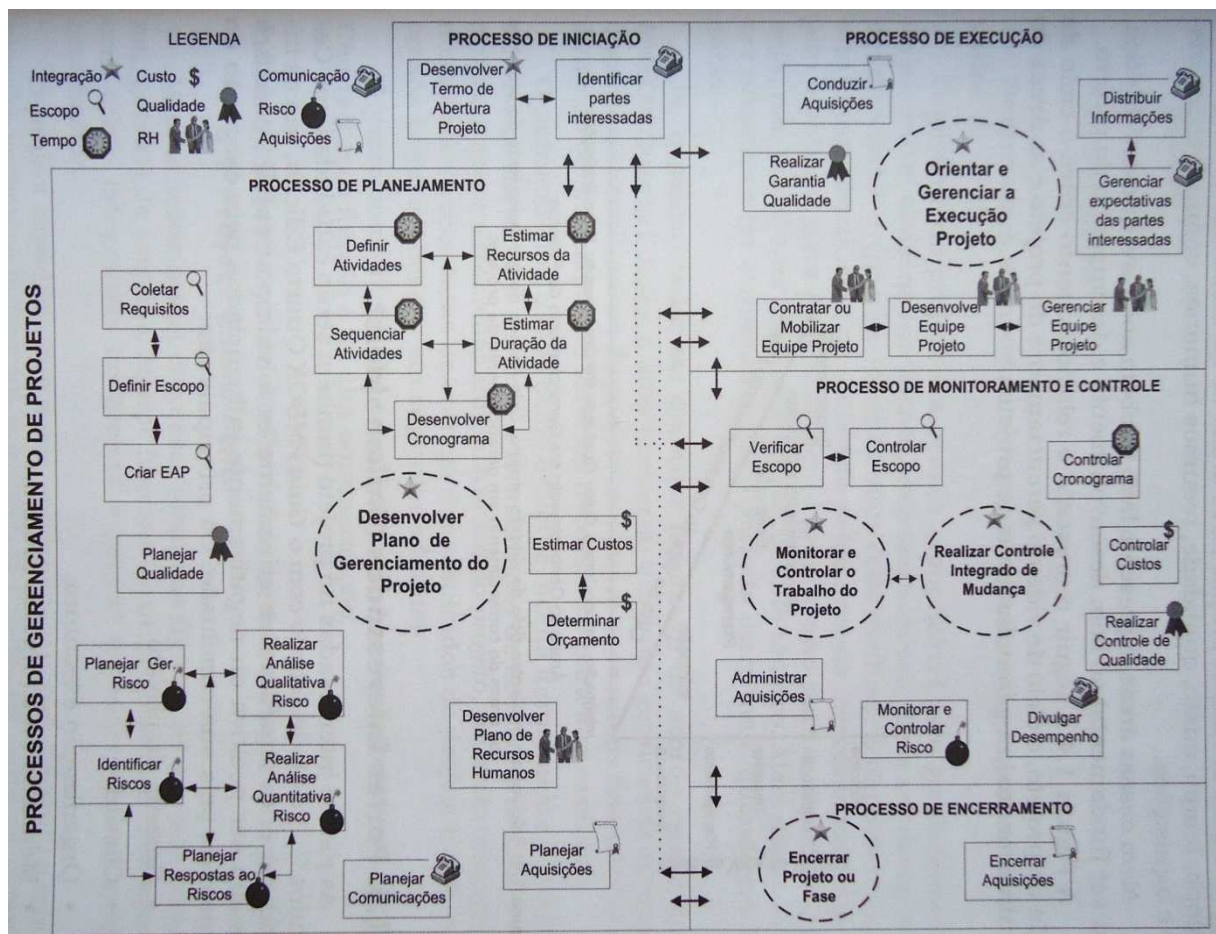 PROCESSOS DE GERENCIAMENTO DE PROJETOS
LEGENDA
Integração
Custo $
Comunicação
Escopo
Qualidade
Risco
Tempo
RH
Aquisições
PROCESSO DE INICIAÇÃO
Desenvolver
Termo de
Abertura
Projeto
Identificar
partes
interessadas
PROCESSO DE EXECUÇÃO
Conduzir
Aquisições
Distribuir
Informações
Realizar
Garantia
Qualidade
Orientar e
Gerenciar a
Execução
Projeto
Gerenciar
expectativas
das partes
interessadas
Contratar ou
Mobilizar
Equipe Projeto
Desenvolver
Equipe
Projeto
Gerenciar
Equipe
Projeto
PROCESSO DE PLANEJAMENTO
Definir
Atividades
Estimar
Recursos da
Atividade
Coletar
Requisitos
Sequenciar
Atividades
Estimar
Duração da
Atividade
Definir Escopo
Desenvolver
Cronograma
Criar EAP
Desenvolver
Plano de
Gerenciamento do
Projeto
$
Estimar Custos
Planejar
Qualidade
$
Determinar
Orçamento
Planejar Ger.
Risco
Realizar
Análise
Qualitativa
Risco
Desenvolver
Plano de
Recursos
Humanos
Identificar
Riscos
Realizar
Análise
Quantitativa
Risco
Planejar
Respostas ao
Riscos
Planejar
Comunicações
Planejar
Aquisições
PROCESSO DE MONITORAMENTO E CONTROLE
Verificar
Escopo
Controlar
Escopo
Controlar
Cronograma
Monitorar e
Controlar o
Trabalho do
Projeto
Realizar Controle
Integrado de
Mudança
$
Controlar
Custos
Realizar
Controle de
Qualidade
Administrar
Aquisições
Monitorar e
Controlar
Risco
Divulgar
Desempenho
PROCESSO DE ENCERRAMENTO
Encerrar
Projeto ou
Fase
Encerrar
Aquisições